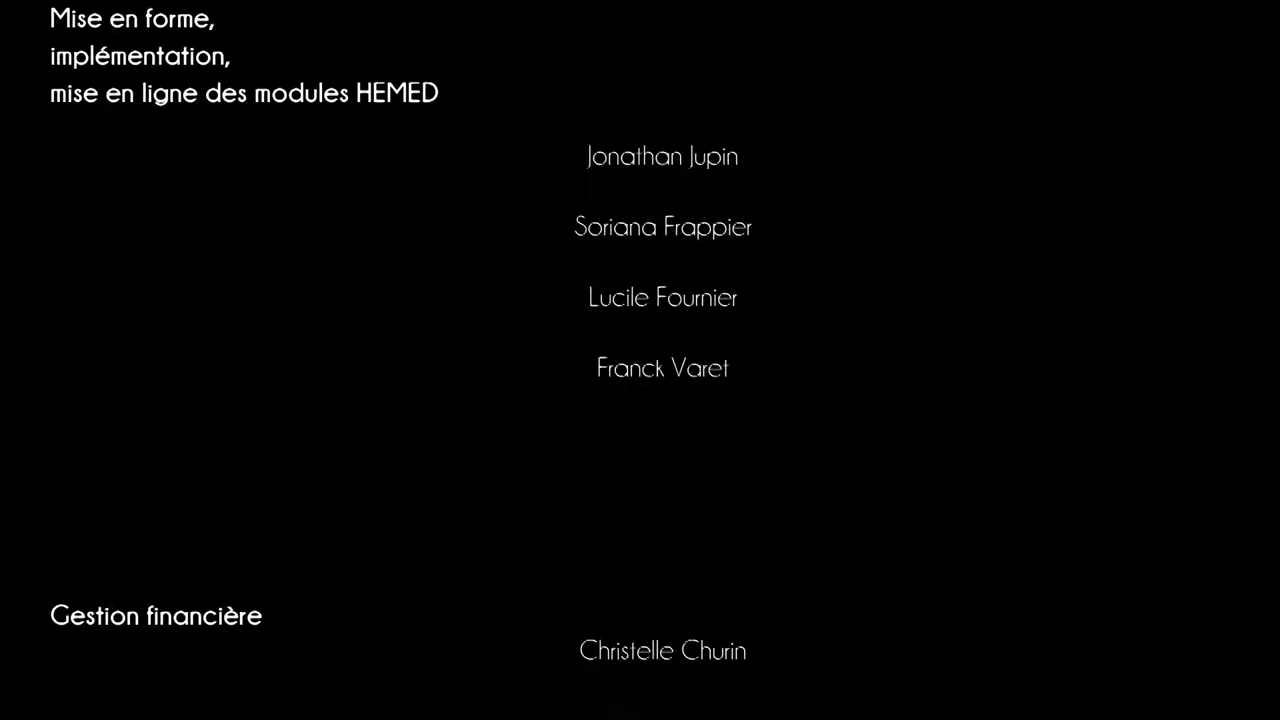 Mise en forme,
implémentation,
mise en ligne des modules HEMED
Jonathan Jupin
Soriana Frappier
Lucile Fournier
Franck Varet
Gestion financière
Christelle Churin